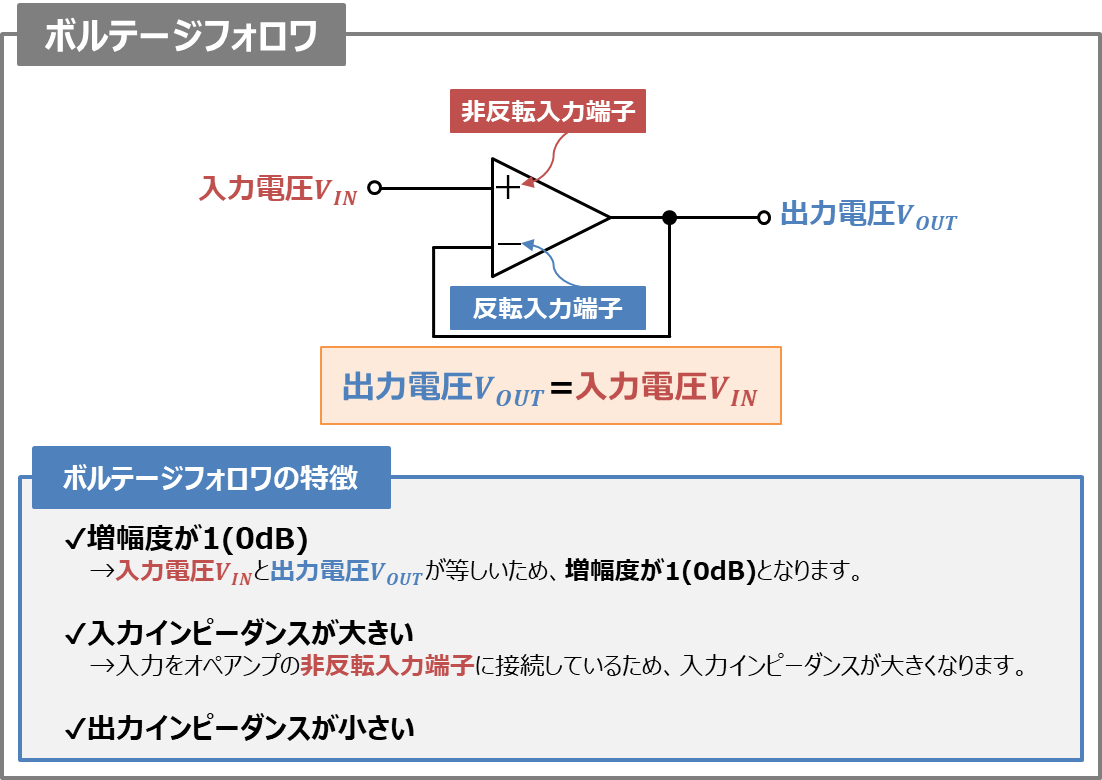 ボルテージフォロワ
非反転入力端子
入力電圧V_IN
+
出力電圧V_OUT
−
反転入力端子
出力電圧V_OUT=入力電圧V_IN
ボルテージフォロワの特徴
✓増幅度が1(0dB)
→入力電圧V_INと出力電圧V_OUTが等しいため、増幅度が1(0dB)となります。
✓入力インピーダンスが大きい
→入力をオペアンプの非反転入力端子に接続しているため、入力インピーダンスが大きくなります。
✓出力インピーダンスが小さい